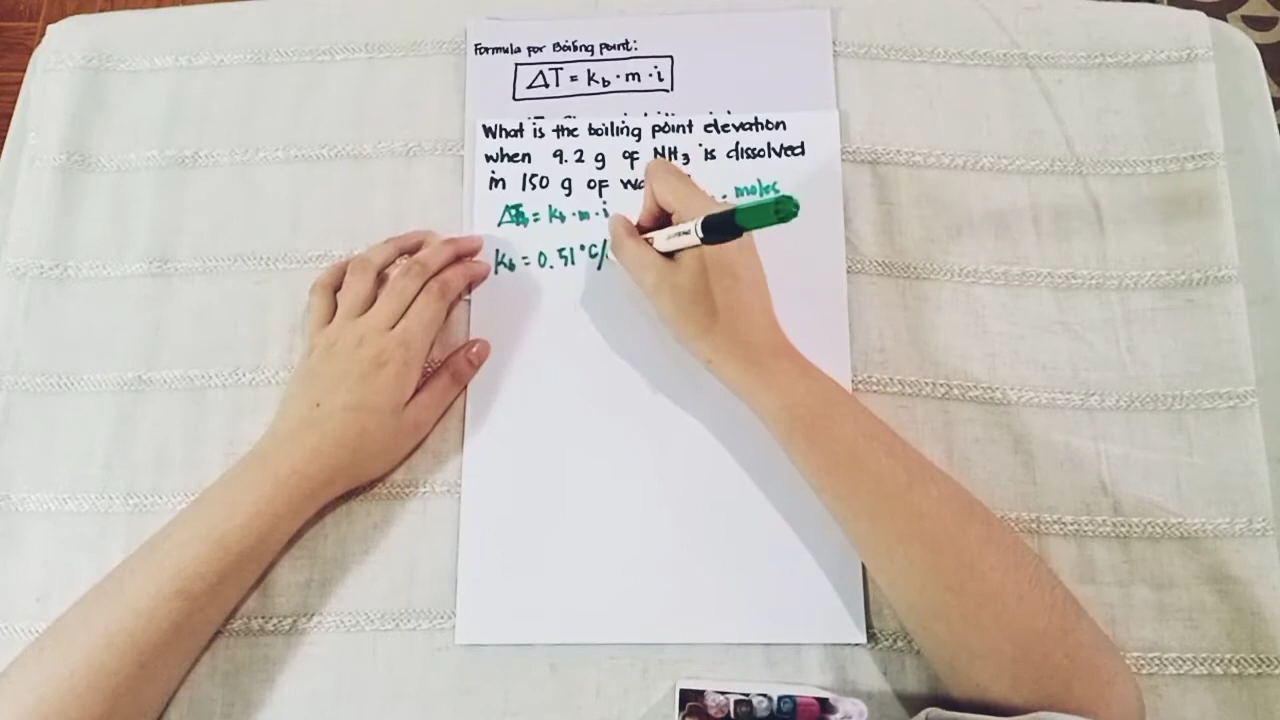 Formula for Boiling point:
ΔT = kb · m · i
What is the boiling point elevation
when 9.2 g of NH3 is dissolved
in 150 g of
moles
ΔTb = kb · m · i
kb = 0.51°C/